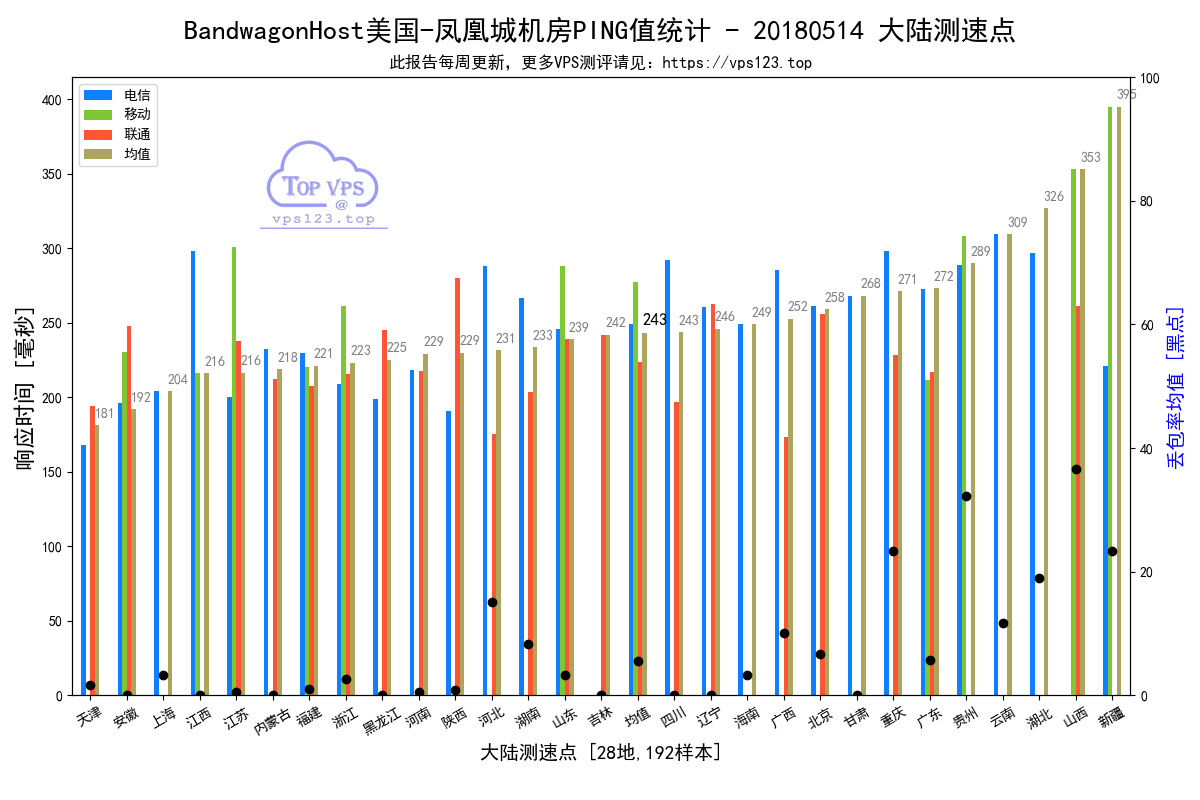 BandwagonHost美国-凤凰城机房PING值统计 - 20180514 大陆测速点
此报告每周更新，更多VPS测评请见：https://vps123.top
电信
移动
联通
均值
TOP VPS
@
vps123.top
响应时间 [毫秒]
400
350
300
250
200
150
100
50
0
181
192
204
216
216
218
221
223
225
229
229
231
233
239
242
243
243
246
249
252
258
268
271
272
289
309
326
353
395
100
80
60
40
20
0
丢包率均值 [黑点]
天津
安徽
上海
江西
江苏
内蒙古
福建
浙江
黑龙江
河南
陕西
河北
湖南
山东
吉林
均值
四川
辽宁
海南
广西
北京
甘肃
重庆
广东
贵州
云南
湖北
山西
新疆
大陆测速点 [28地,192样本]